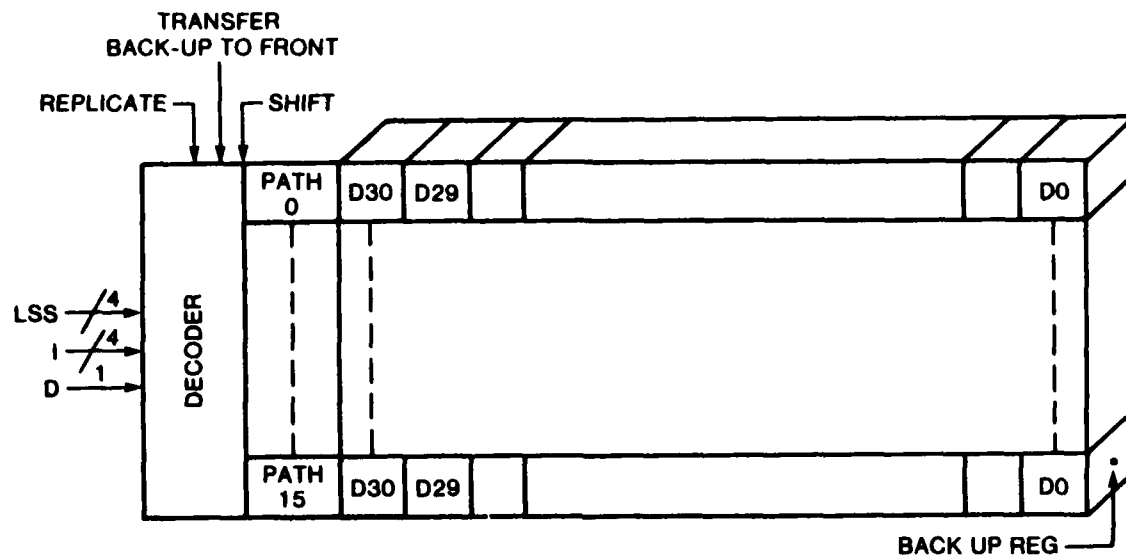 TRANSFER
BACK-UP TO FRONT
REPLICATE
SHIFT
PATH
0
D30
D29
D0
LSS
4
I
4
D
1
DECODER
PATH
15
D30
D29
D0
BACK UP REG